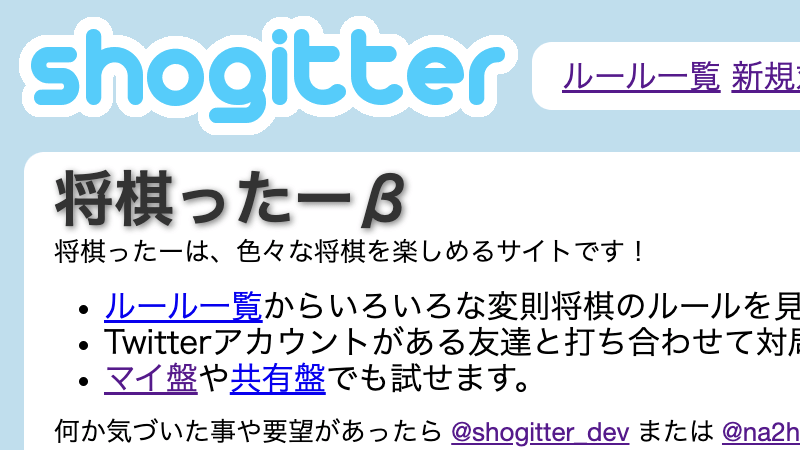 shogitter
ルール一覧 新規
将棋ったーβ
将棋ったーは、色々な将棋を楽しめるサイトです！
ルール一覧からいろいろな変則将棋のルールを見
Twitterアカウントがある友達と打ち合わせて対局
マイ盤や共有盤でも試せます。
何か気づいた事や要望があったら @shogitter_dev または @na2h